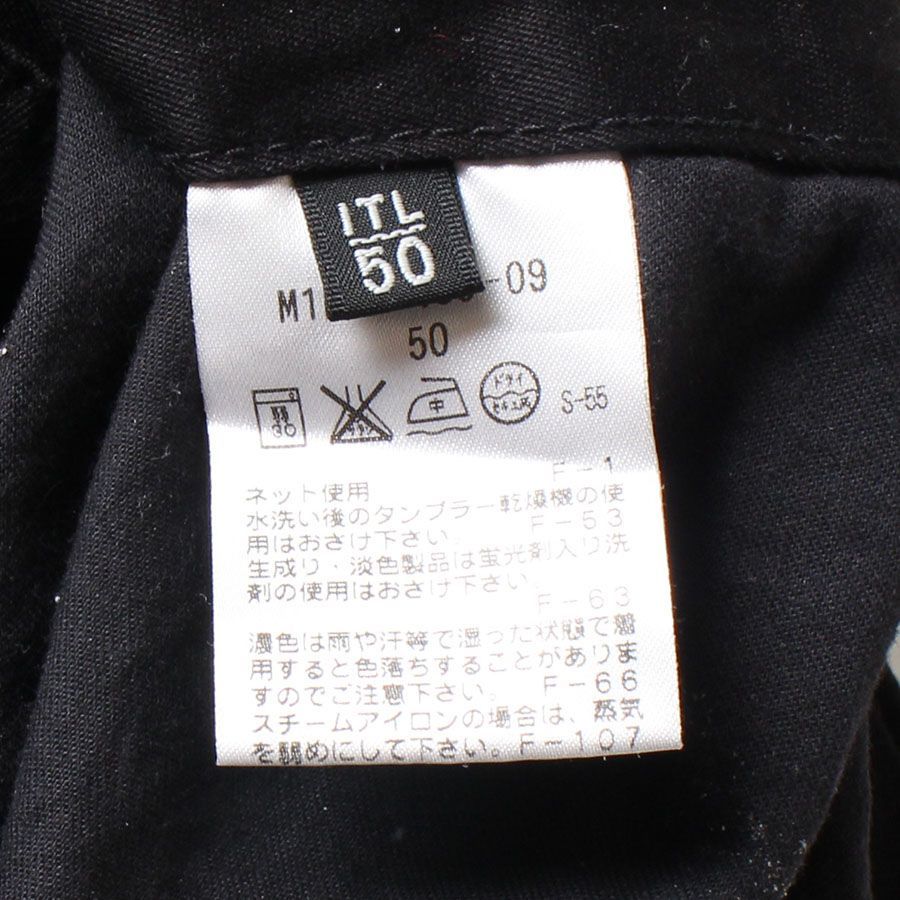 ITL
50
M1
-09
50
中
ドライ
S-55
F-1
ネット使用
水洗い後のタンブラー乾燥機の使
用はおさけ下さい。 F-53
生成り・淡色製品は蛍光剤入り洗
剤の使用はおさけ下さい。
F-63
濃色は雨や汗等で湿った状態で着
用すると色落ちすることがありま
すのでご注意下さい。 F-66
スチームアイロンの場合は、蒸気
を弱めにして下さい。F-107